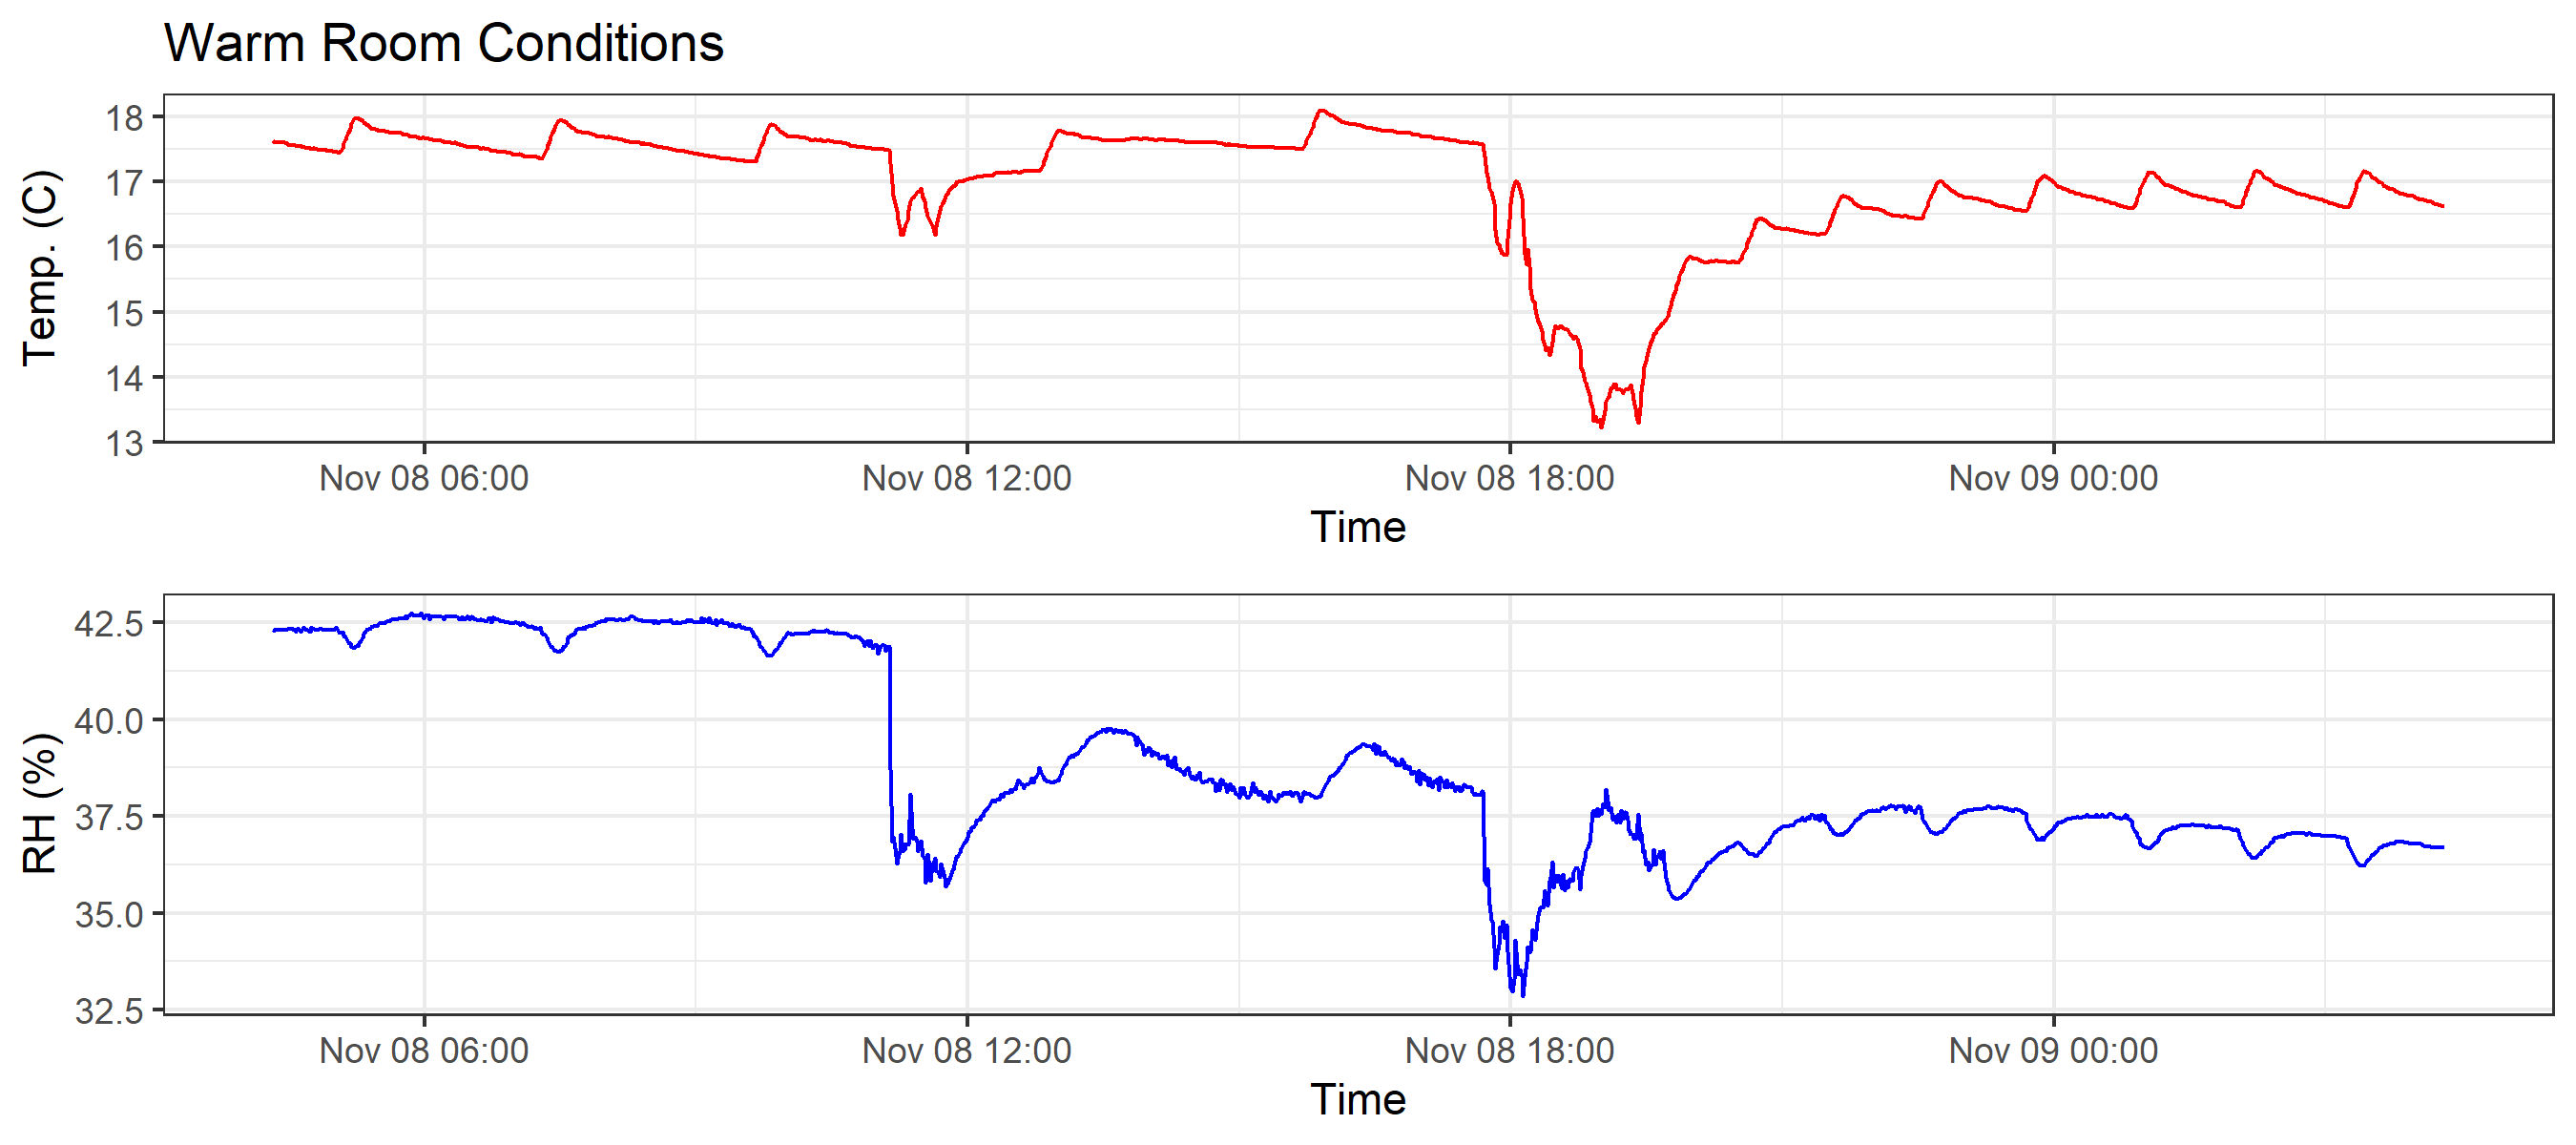 Warm Room Conditions
Temp. (C)
18
17
16
15
14
13
Nov 08 06:00 Nov 08 12:00 Nov 08 18:00 Nov 09 00:00
Time
RH (%)
42.5
40.0
37.5
35.0
32.5
Nov 08 06:00 Nov 08 12:00 Nov 08 18:00 Nov 09 00:00
Time